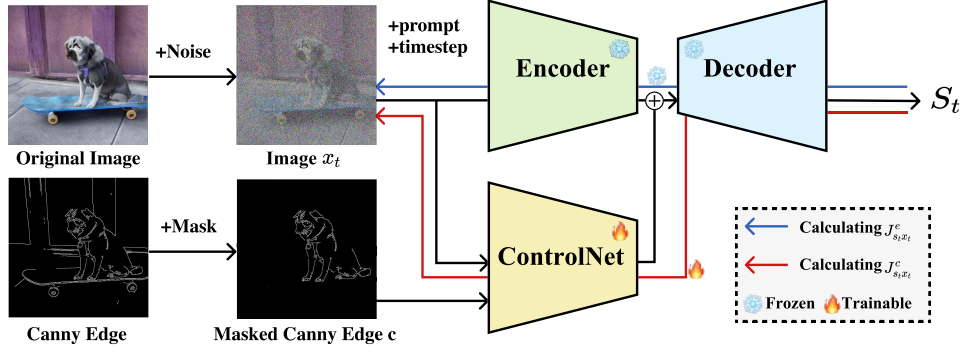 +Noise
+prompt
+timestep
Encoder
Decoder
S_t
Original Image
Image x_t
+Mask
ControlNet
Canny Edge
Masked Canny Edge c
Calculating J^e_{s_t x_t}
Calculating J^c_{s_t x_t}
Frozen Trainable